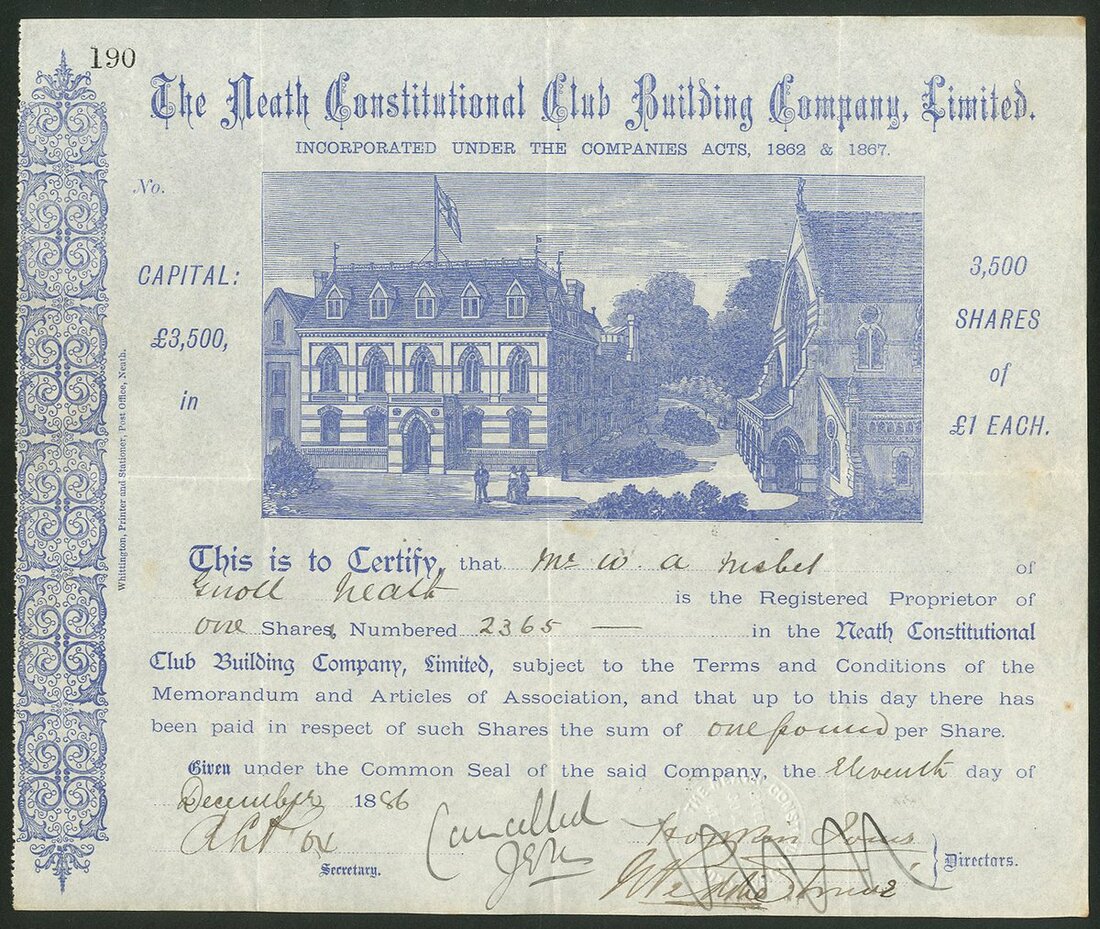 190
The Neath Constitutional Club Building Company, Limited.
INCORPORATED UNDER THE COMPANIES ACTS, 1862 & 1867.
No.
CAPITAL:
£3,500,
in
3,500
SHARES
of
£1 EACH.
Whittington, Printer and Stationer, Post Office, Neath.
This is to Certify, that Mr W. A Nisbet of
Gnoll Neath is the Registered Proprietor of
one Shares, Numbered 2365 — in the Neath Constitutional
Club Building Company, Limited, subject to the Terms and Conditions of the
Memorandum and Articles of Association, and that up to this day there has
been paid in respect of such Shares the sum of one pound per Share.
Given under the Common Seal of the said Company, the Eleventh day of
December 1886
Cancelled
Secretary.
Directors.
THE NEATH CONST